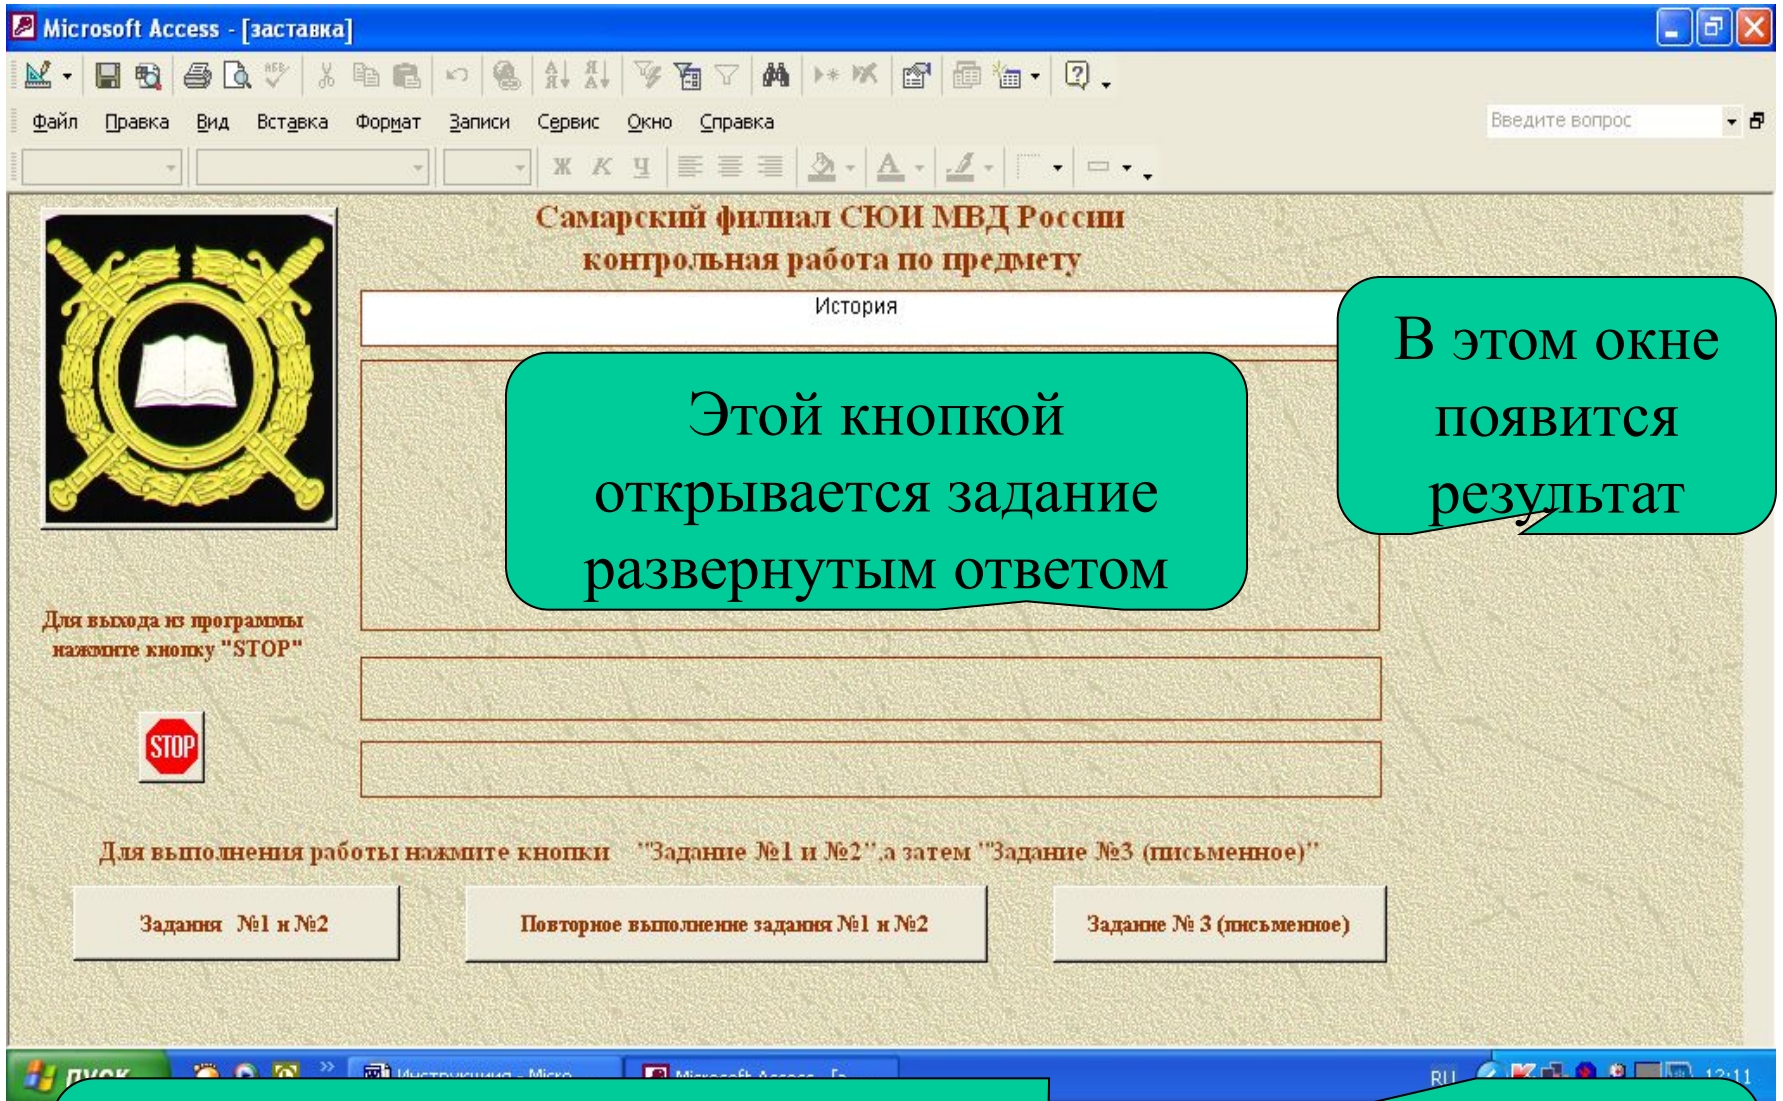 Microsoft Access - [заставка]
Файл Правка Вид Вставка Формат Записи Сервис Окно Справка
Введите вопрос
Ж К Ч
Самарский филиал СЮИ МВД России
контрольная работа по предмету
История
В этом окне
появится
результат
Этой кнопкой
открывается задание
развернутым ответом
Для выхода из программы
нажмите кнопку "STOP"
STOP
Для выполнения работы нажмите кнопки "Задание №1 и №2",а затем "Задание №3 (письменное)"
Задания №1 и №2
Повторное выполнение задания №1 и №2
Задание № 3 (письменное)
RU
12:11